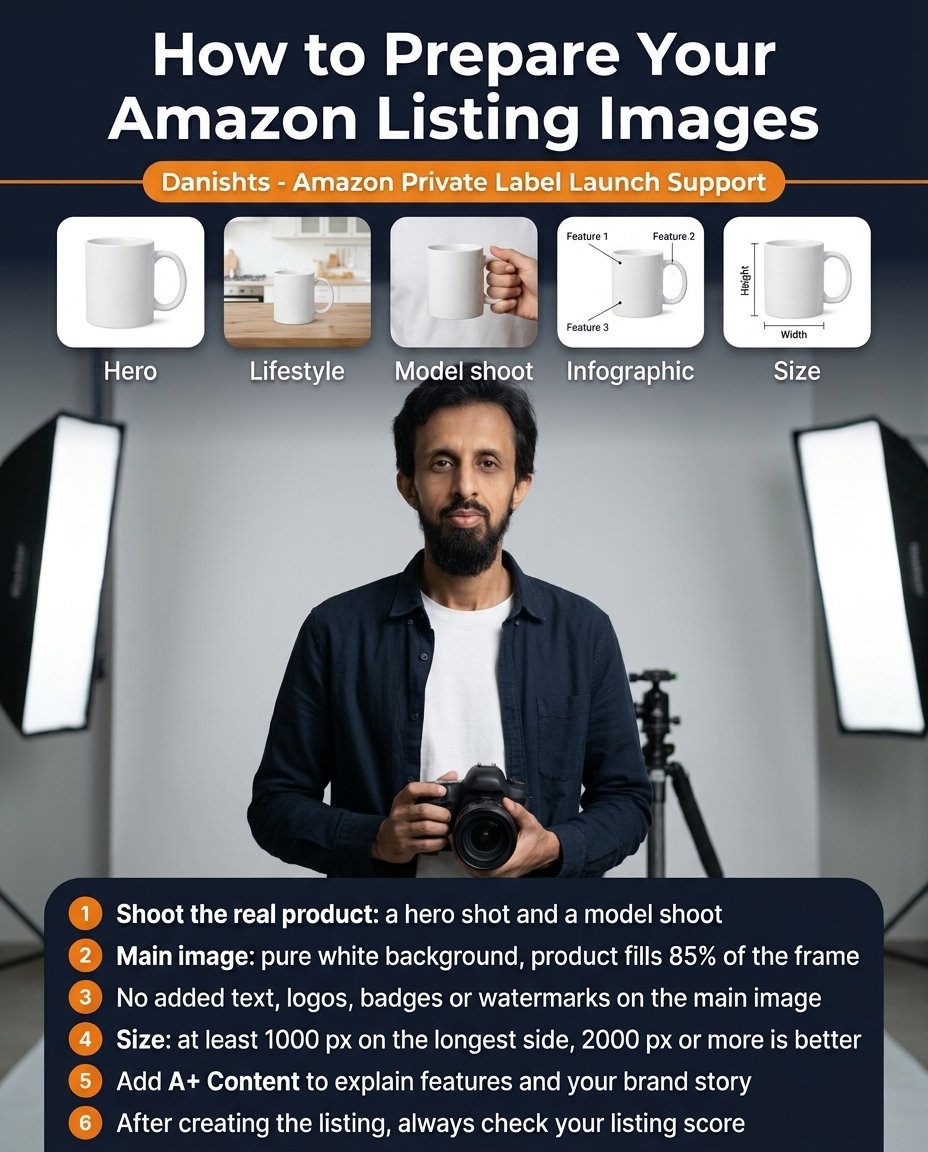 How to Prepare Your
Amazon Listing Images
Danishts - Amazon Private Label Launch Support
Feature 1
Feature 2
Feature 3
Height
Width
Hero
Lifestyle
Model shoot
Infographic
Size
1 Shoot the real product: a hero shot and a model shoot
2 Main image: pure white background, product fills 85% of the frame
3 No added text, logos, badges or watermarks on the main image
4 Size: at least 1000 px on the longest side, 2000 px or more is better
5 Add A+ Content to explain features and your brand story
6 After creating the listing, always check your listing score